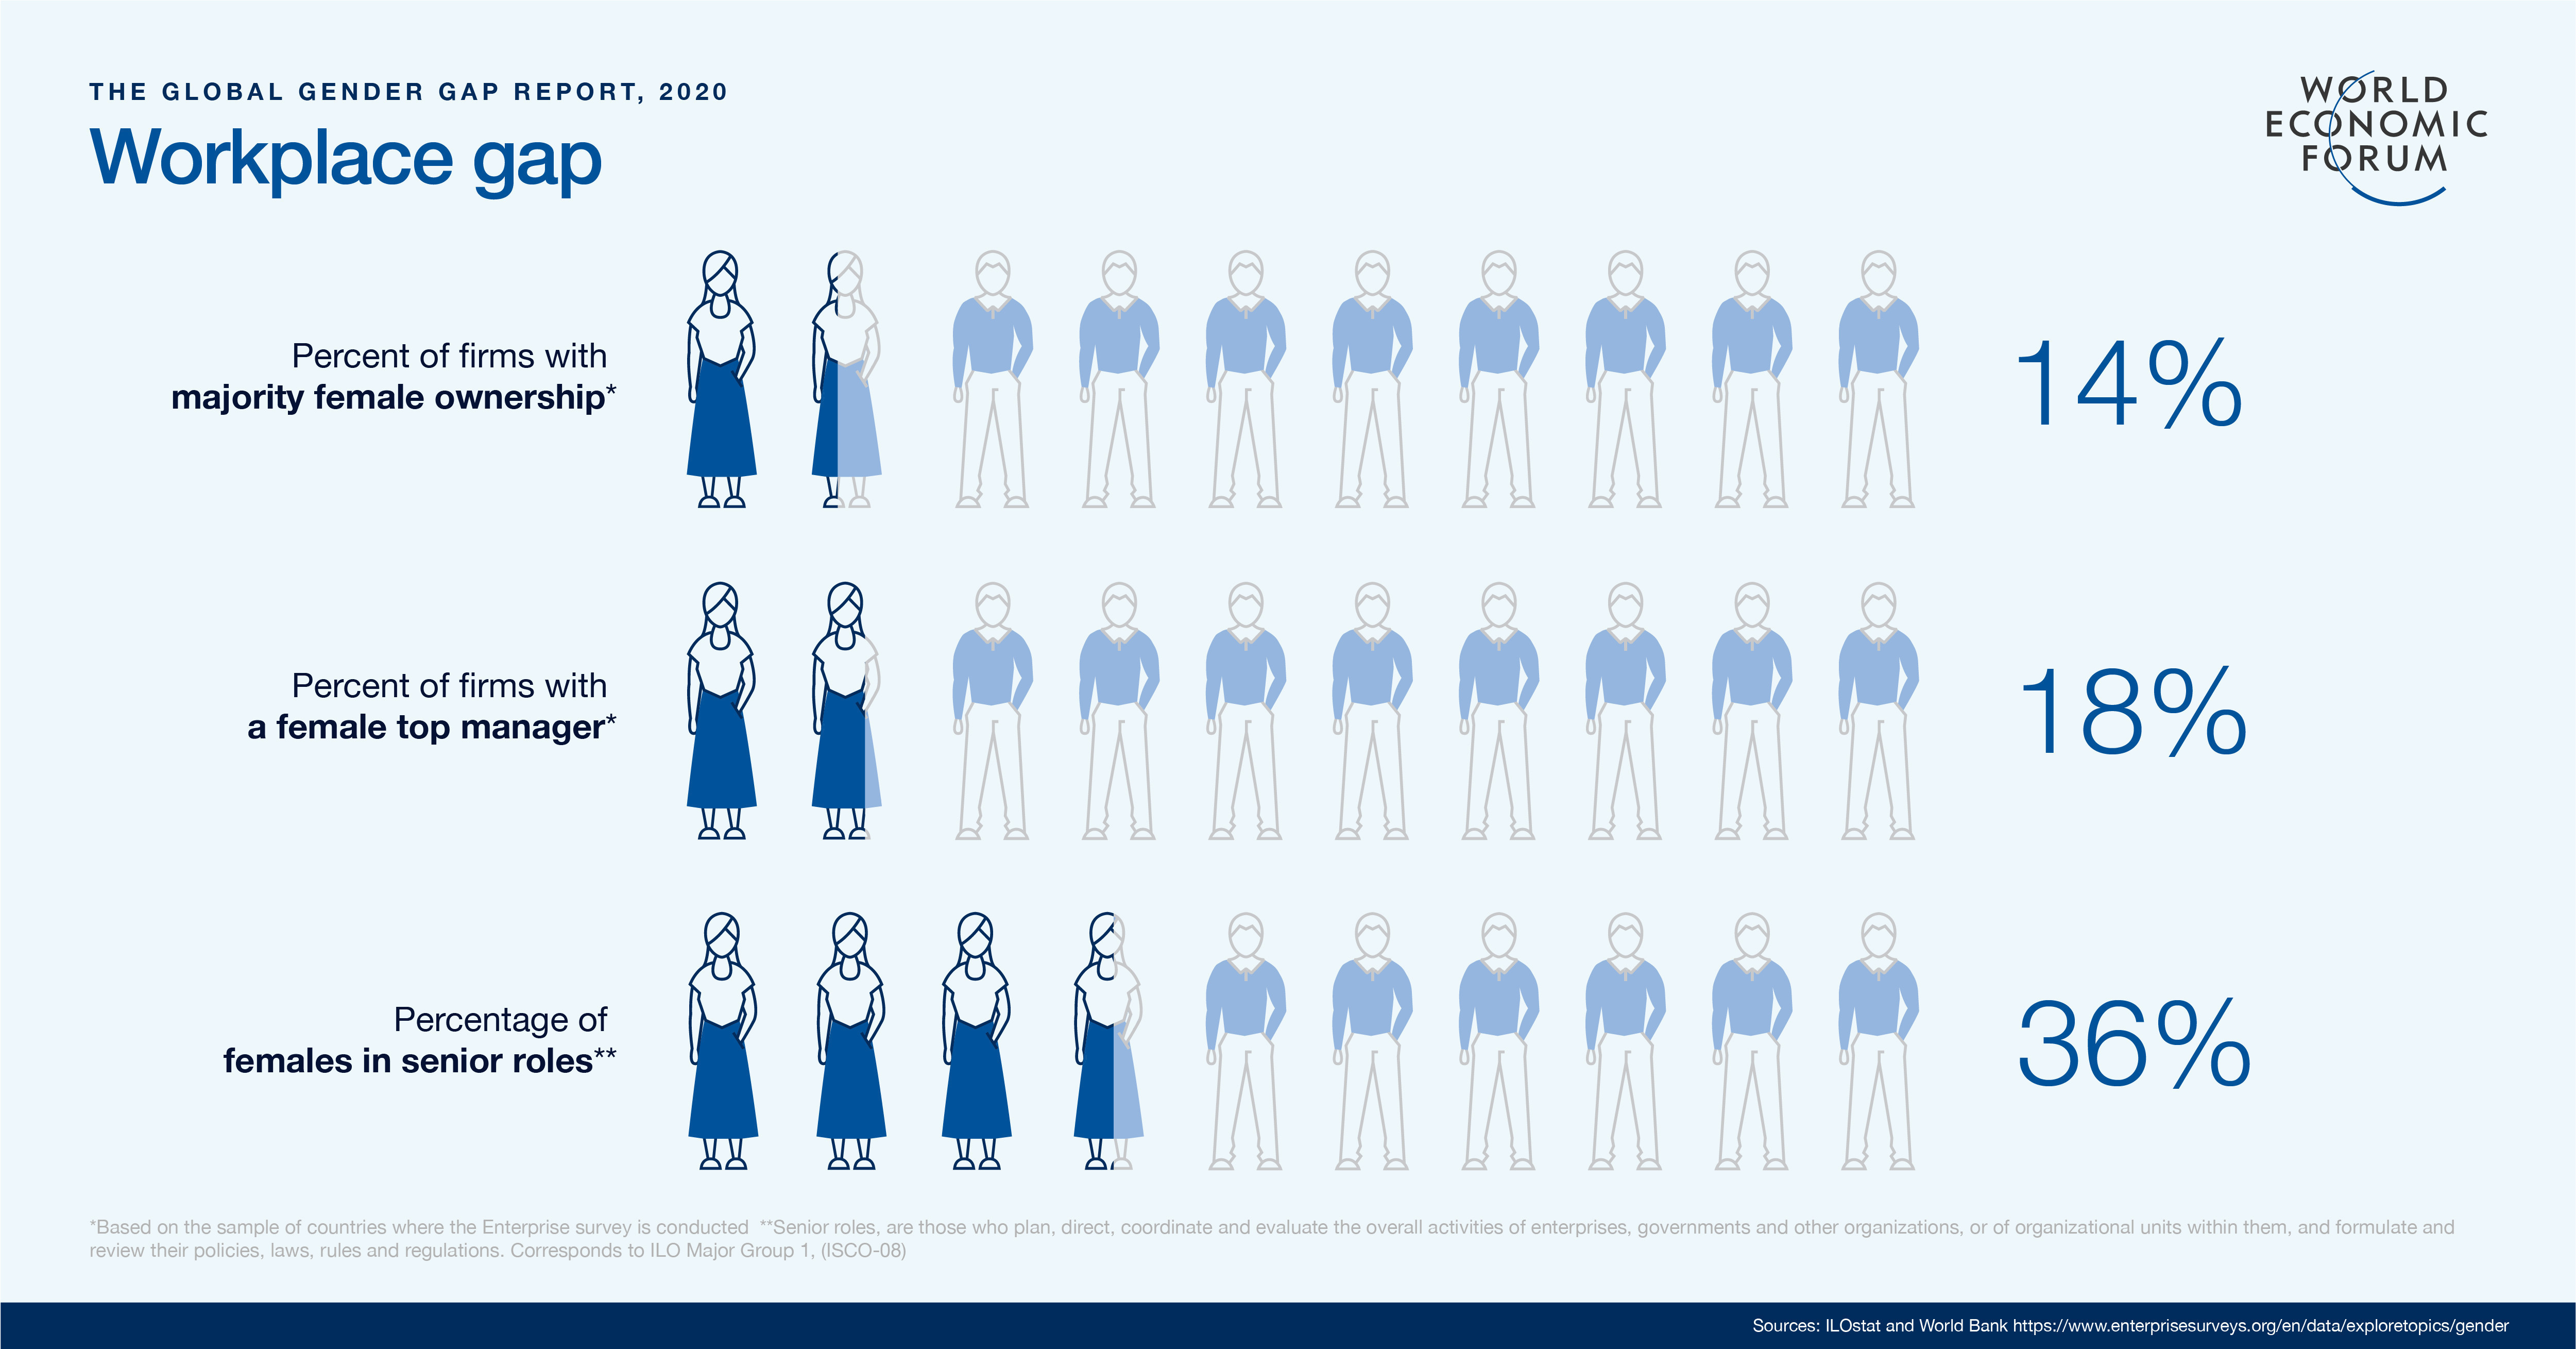 THE GLOBAL GENDER GAP REPORT, 2020
Workplace gap
WORLD
ECONOMIC
FORUM
Percent of firms with
majority female ownership*
14%
Percent of firms with
a female top manager*
18%
Percentage of
females in senior roles**
36%
*Based on the sample of countries where the Enterprise survey is conducted  **Senior roles, are those who plan, direct, coordinate and evaluate the overall activities of enterprises, governments and other organizations, or of organizational units within them, and formulate and
review their policies, laws, rules and regulations. Corresponds to ILO Major Group 1, (ISCO-08)
Sources: ILOstat and World Bank https://www.enterprisesurveys.org/en/data/exploretopics/gender